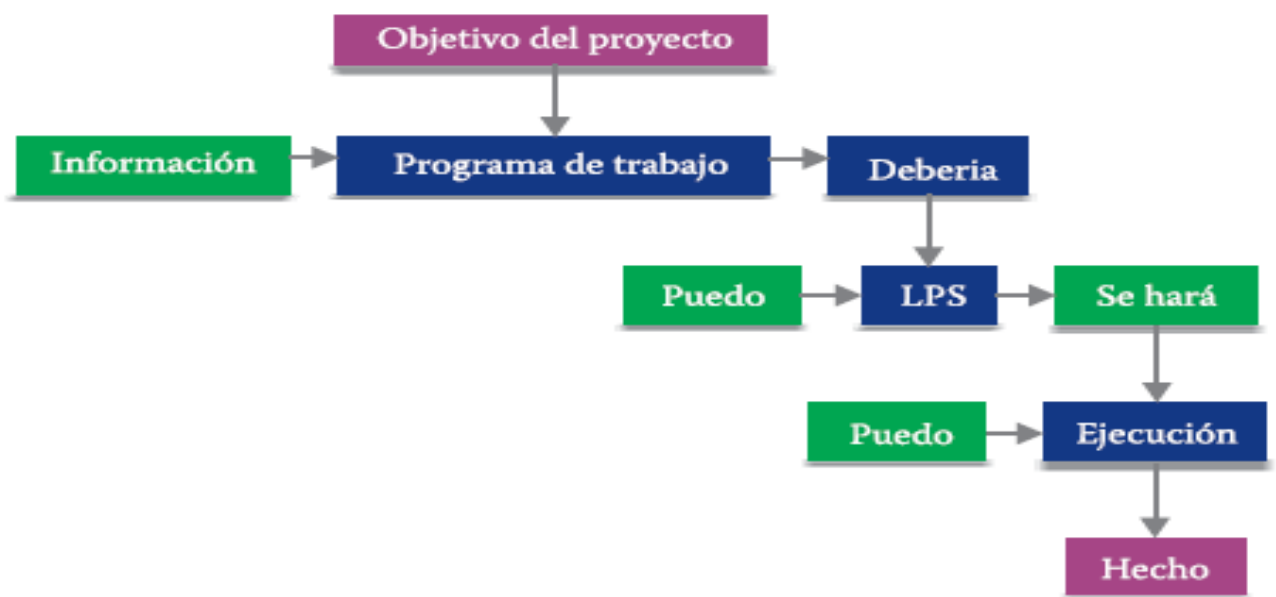 Objetivo del proyecto
Información
Programa de trabajo
Deberia
Puedo
LPS
Se hará
Puedo
Ejecución
Hecho